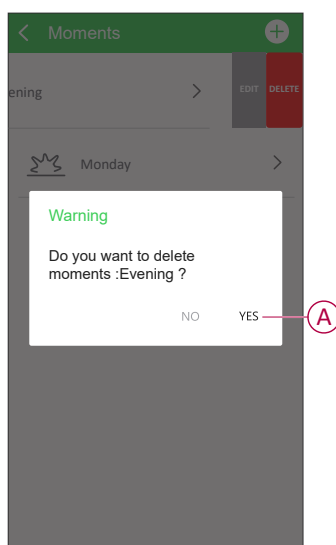 Moments
ening
EDIT
DELETE
Monday
Warning
Do you want to delete
moments :Evening ?
NO
YES
A